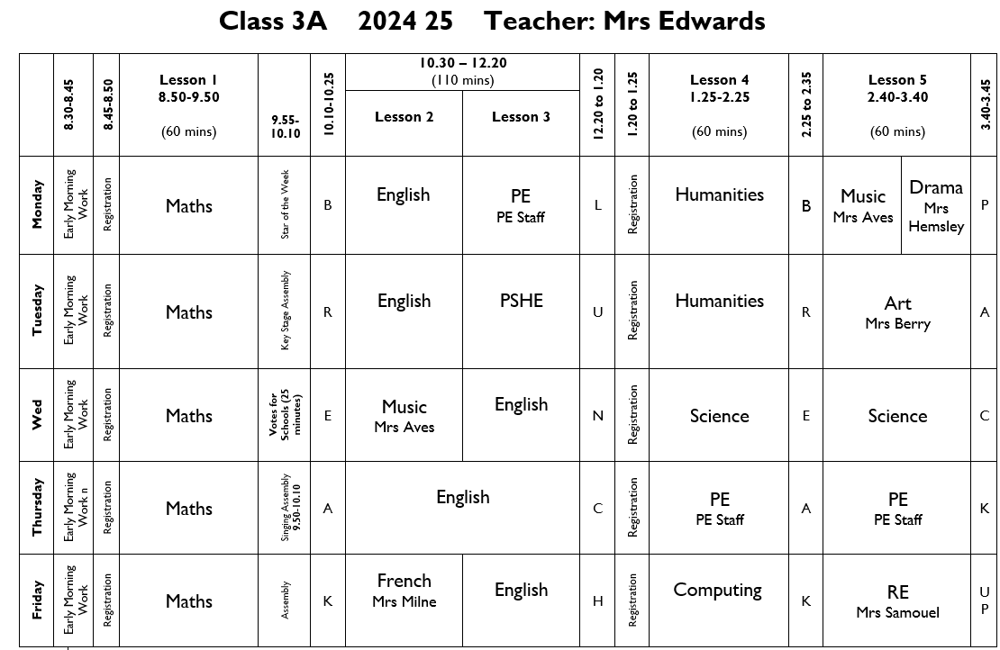 Class 3A 2024 25 Teacher: Mrs Edwards
8.30-8.45
8.45-8.50
Lesson 1
8.50-9.50
(60 mins)
9.55-
10.10
10.10-10.25
10.30 – 12.20
(110 mins)
Lesson 2
Lesson 3
12.20 to 1.20
1.20 to 1.25
Lesson 4
1.25-2.25
(60 mins)
2.25 to 2.35
Lesson 5
2.40-3.40
(60 mins)
3.40-3.45
Monday
Early Morning
Work
Registration
Maths
Star of the Week
B
English
PE
PE Staff
L
Registration
Humanities
B
Music
Mrs Aves
Drama
Mrs
Hemsley
P
Tuesday
Early Morning
Work
Registration
Maths
Key Stage Assembly
R
English
PSHE
U
Registration
Humanities
R
Art
Mrs Berry
A
Wed
Early Morning
Work
Registration
Maths
Votes for
Schools (25
minutes)
E
Music
Mrs Aves
English
N
Registration
Science
E
Science
C
Thursday
Early Morning
Work n
Registration
Maths
Singing Assembly
9.50-10.10
A
English
C
Registration
PE
PE Staff
A
PE
PE Staff
K
Friday
Early Morning
Work
Registration
Maths
Assembly
K
French
Mrs Milne
English
H
Registration
Computing
K
RE
Mrs Samouel
U
P